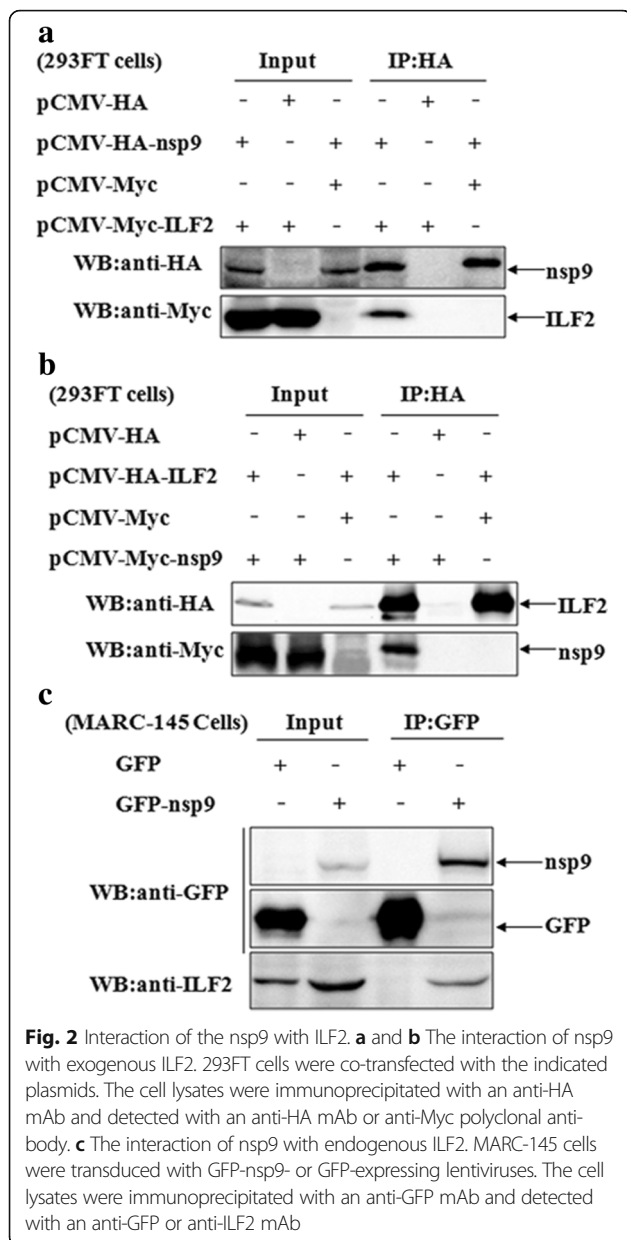 a
(293FT cells) Input IP:HA
pCMV-HA - + - - + -
pCMV-HA-nsp9 + - + + - +
pCMV-Myc - - + - - +
pCMV-Myc-ILF2 + + - + + -
WB:anti-HA nsp9
WB:anti-Myc ILF2
b
(293FT cells) Input IP:HA
pCMV-HA - + - - + -
pCMV-HA-ILF2 + - + + - +
pCMV-Myc - - + - - +
pCMV-Myc-nsp9 + + - + + -
WB:anti-HA ILF2
WB:anti-Myc nsp9
c
(MARC-145 Cells) Input IP:GFP
GFP + - + -
GFP-nsp9 - + - +
nsp9
WB:anti-GFP
GFP
WB:anti-ILF2
Fig. 2 Interaction of the nsp9 with ILF2. a and b The interaction of nsp9
with exogenous ILF2. 293FT cells were co-transfected with the indicated
plasmids. The cell lysates were immunoprecipitated with an anti-HA
mAb and detected with an anti-HA mAb or anti-Myc polyclonal anti-
body. c The interaction of nsp9 with endogenous ILF2. MARC-145 cells
were transduced with GFP-nsp9- or GFP-expressing lentiviruses. The cell
lysates were immunoprecipitated with an anti-GFP mAb and detected
with an anti-GFP or anti-ILF2 mAb